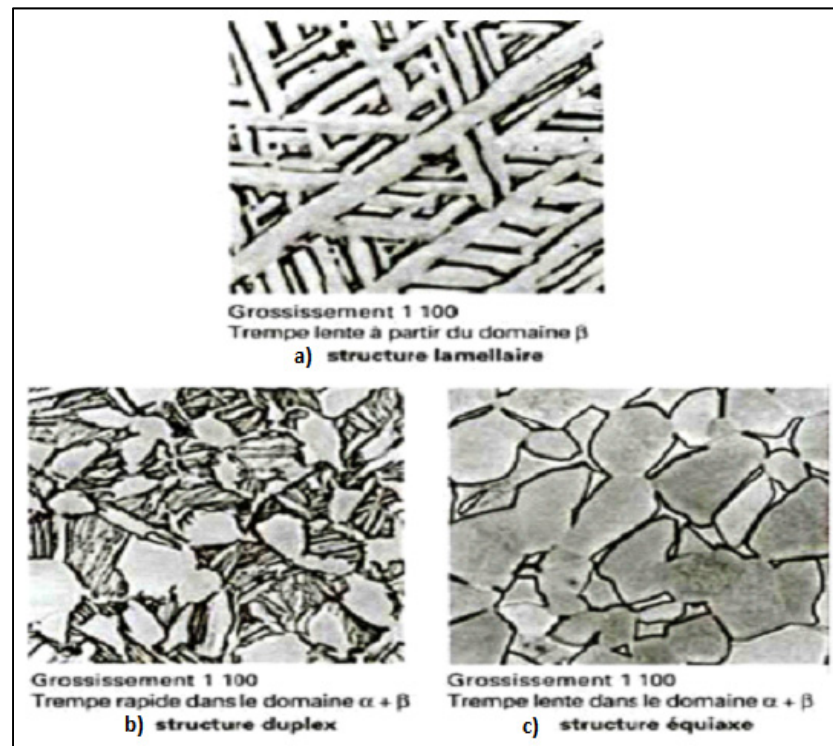 Grossissement 1 100
Trempe lente à partir du domaine β
a) structure lamellaire
Grossissement 1 100
Trempe rapide dans le domaine α + β
b) structure duplex
Grossissement 1 100
Trempe lente dans le domaine α + β
c) structure équiaxe